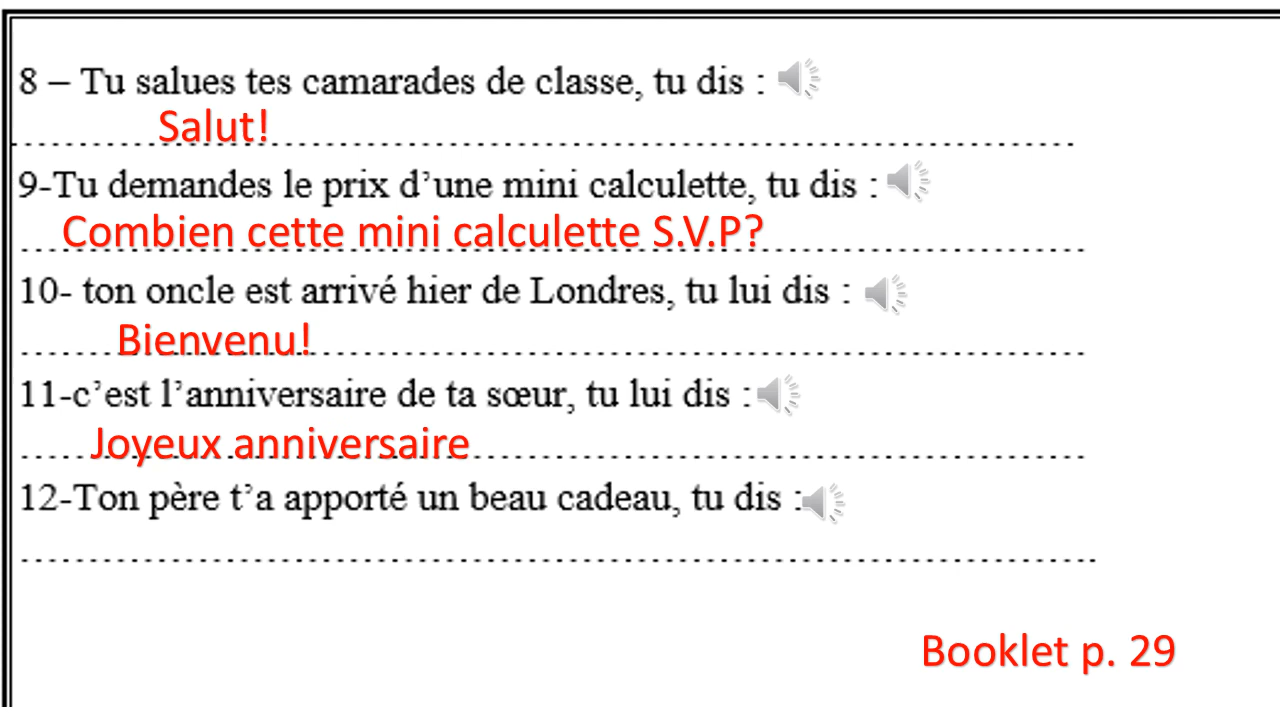 8 – Tu salues tes camarades de classe, tu dis :
Salut!
9-Tu demandes le prix d’une mini calculette, tu dis :
Combien cette mini calculette S.V.P?
10- ton oncle est arrivé hier de Londres, tu lui dis :
Bienvenu!
11-c’est l’anniversaire de ta sœur, tu lui dis :
Joyeux anniversaire
12-Ton père t’a apporté un beau cadeau, tu dis :
Booklet p. 29